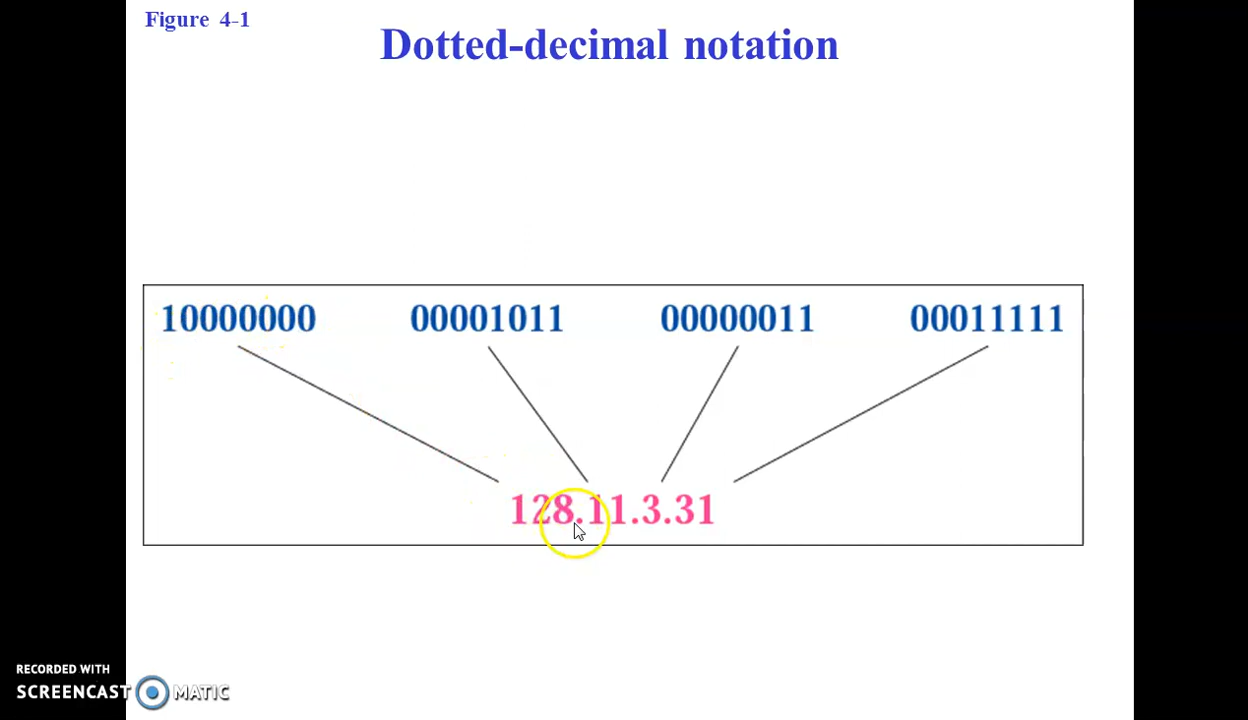 Figure 4-1
Dotted-decimal notation
10000000 00001011 00000011 00011111
128.11.3.31
RECORDED WITH
SCREENCAST MATIC